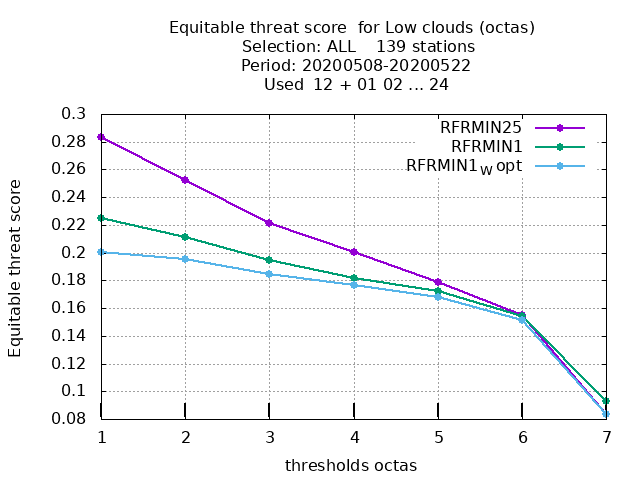 Equitable threat score  for Low clouds (octas)
Selection: ALL    139 stations
Period: 20200508-20200522
Used  12 + 01 02 ... 24
0.3
0.28
0.26
0.24
0.22
0.2
0.18
0.16
0.14
0.12
0.1
0.08
Equitable threat score
RFRMIN25
RFRMIN1
RFRMIN1W opt
1 2 3 4 5 6 7
thresholds octas